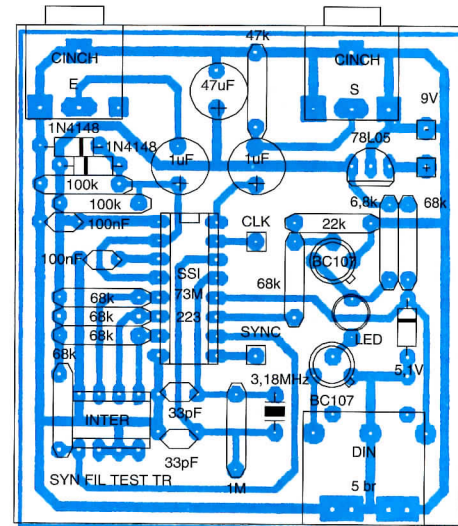 47k
CINCH
CINCH
E
47uF
S
9V
1N4148
1N4148
1uF
1uF
78L05
100k
100k
6,8k
68k
100nF
CLK
22k
100nF
SSI
73M
223
BC107
68k
68k
68k
68k
SYNC
LED
68k
3,18MHz
5,1V
33pF
BC107
INTER
DIN
33pF
SYN FIL TEST TR
1M
5 br